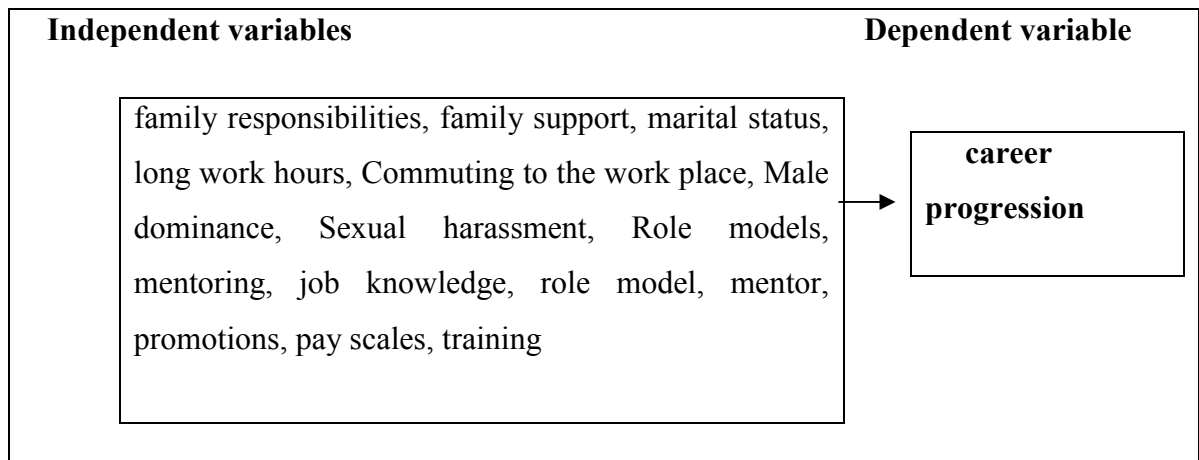 Independent variables Dependent variable
family responsibilities, family support, marital status,
long work hours, Commuting to the work place, Male
dominance, Sexual harassment, Role models,
mentoring, job knowledge, role model, mentor,
promotions, pay scales, training
career
progression